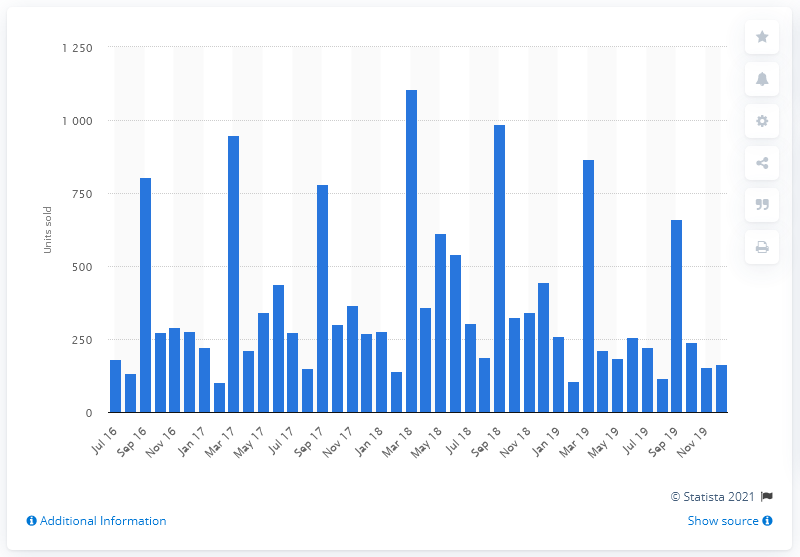 1 250
1 000
750
500
250
0
Units sold
Jul 16
Sep 16
Nov 16
Jan 17
Mar 17
May 17
Jul 17
Sep 17
Nov 17
Jan 18
Mar 18
May 18
Jul 18
Sep 18
Nov 18
Jan 19
Mar 19
May 19
Jul 19
Sep 19
Nov 19
© Statista 2021
Additional Information
Show source